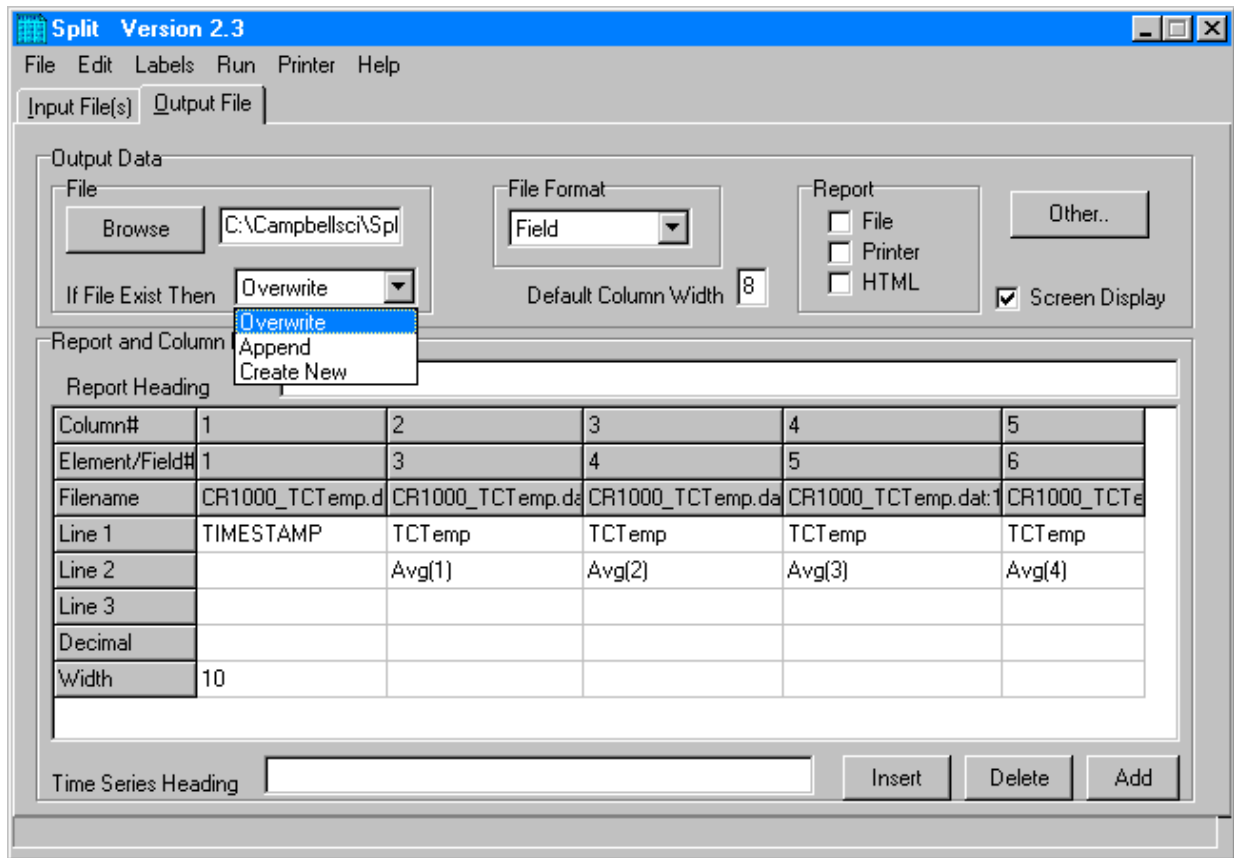 Split Version 2.3
File Edit Labels Run Printer Help
Input File(s) Output File
Output Data
File File Format Report
Browse C:\Campbellsci\Spl Field File Other..
Printer
If File Exist Then Overwrite Default Column Width 8 HTML Screen Display
Overwrite
Append
Create New
Report and Column
Report Heading
Column# 1 2 3 4 5
Element/Field# 1 3 4 5 6
Filename CR1000_TCTemp.d CR1000_TCTemp.da CR1000_TCTemp.da CR1000_TCTemp.dat:1 CR1000_TCTe
Line 1 TIMESTAMP TCTemp TCTemp TCTemp TCTemp
Line 2 Avg(1) Avg(2) Avg(3) Avg(4)
Line 3
Decimal
Width 10
Time Series Heading Insert Delete Add